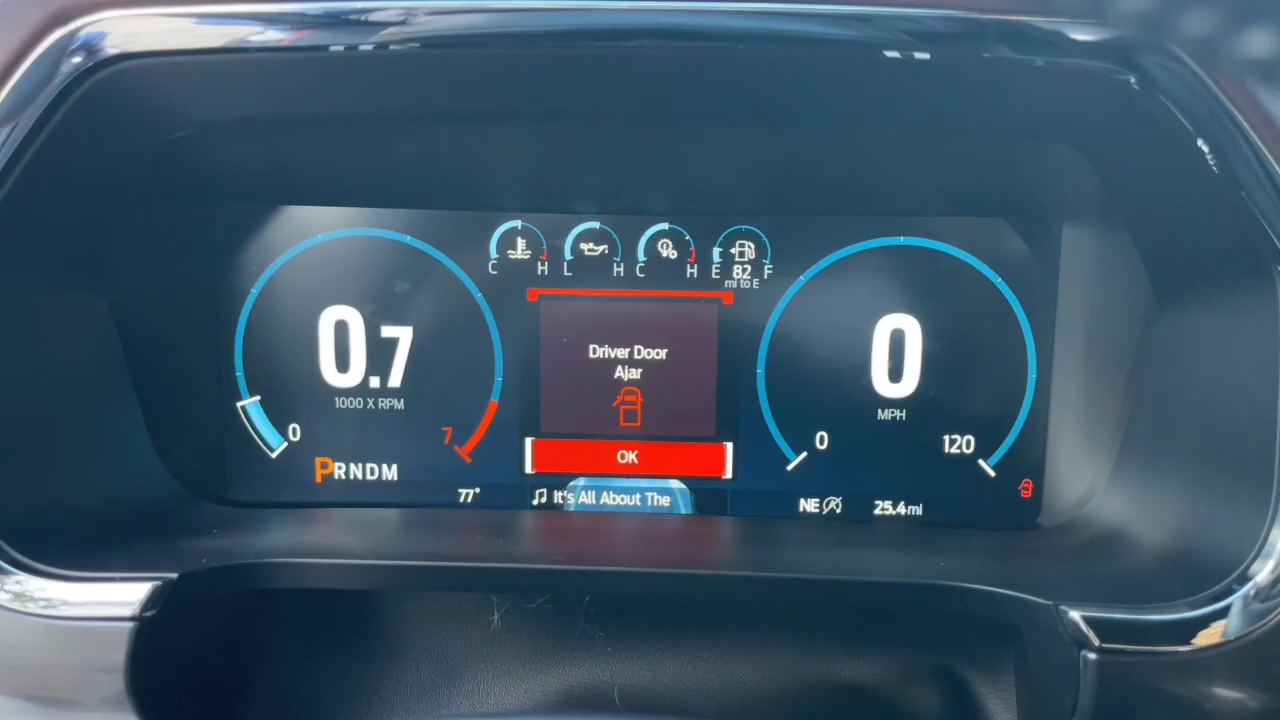 C H L H C H E F
82
mi to E
0.7
1000 X RPM
0
7
PRNDM
77°
Driver Door
Ajar
OK
It's All About The
0
MPH
0
120
NE
25.4mi